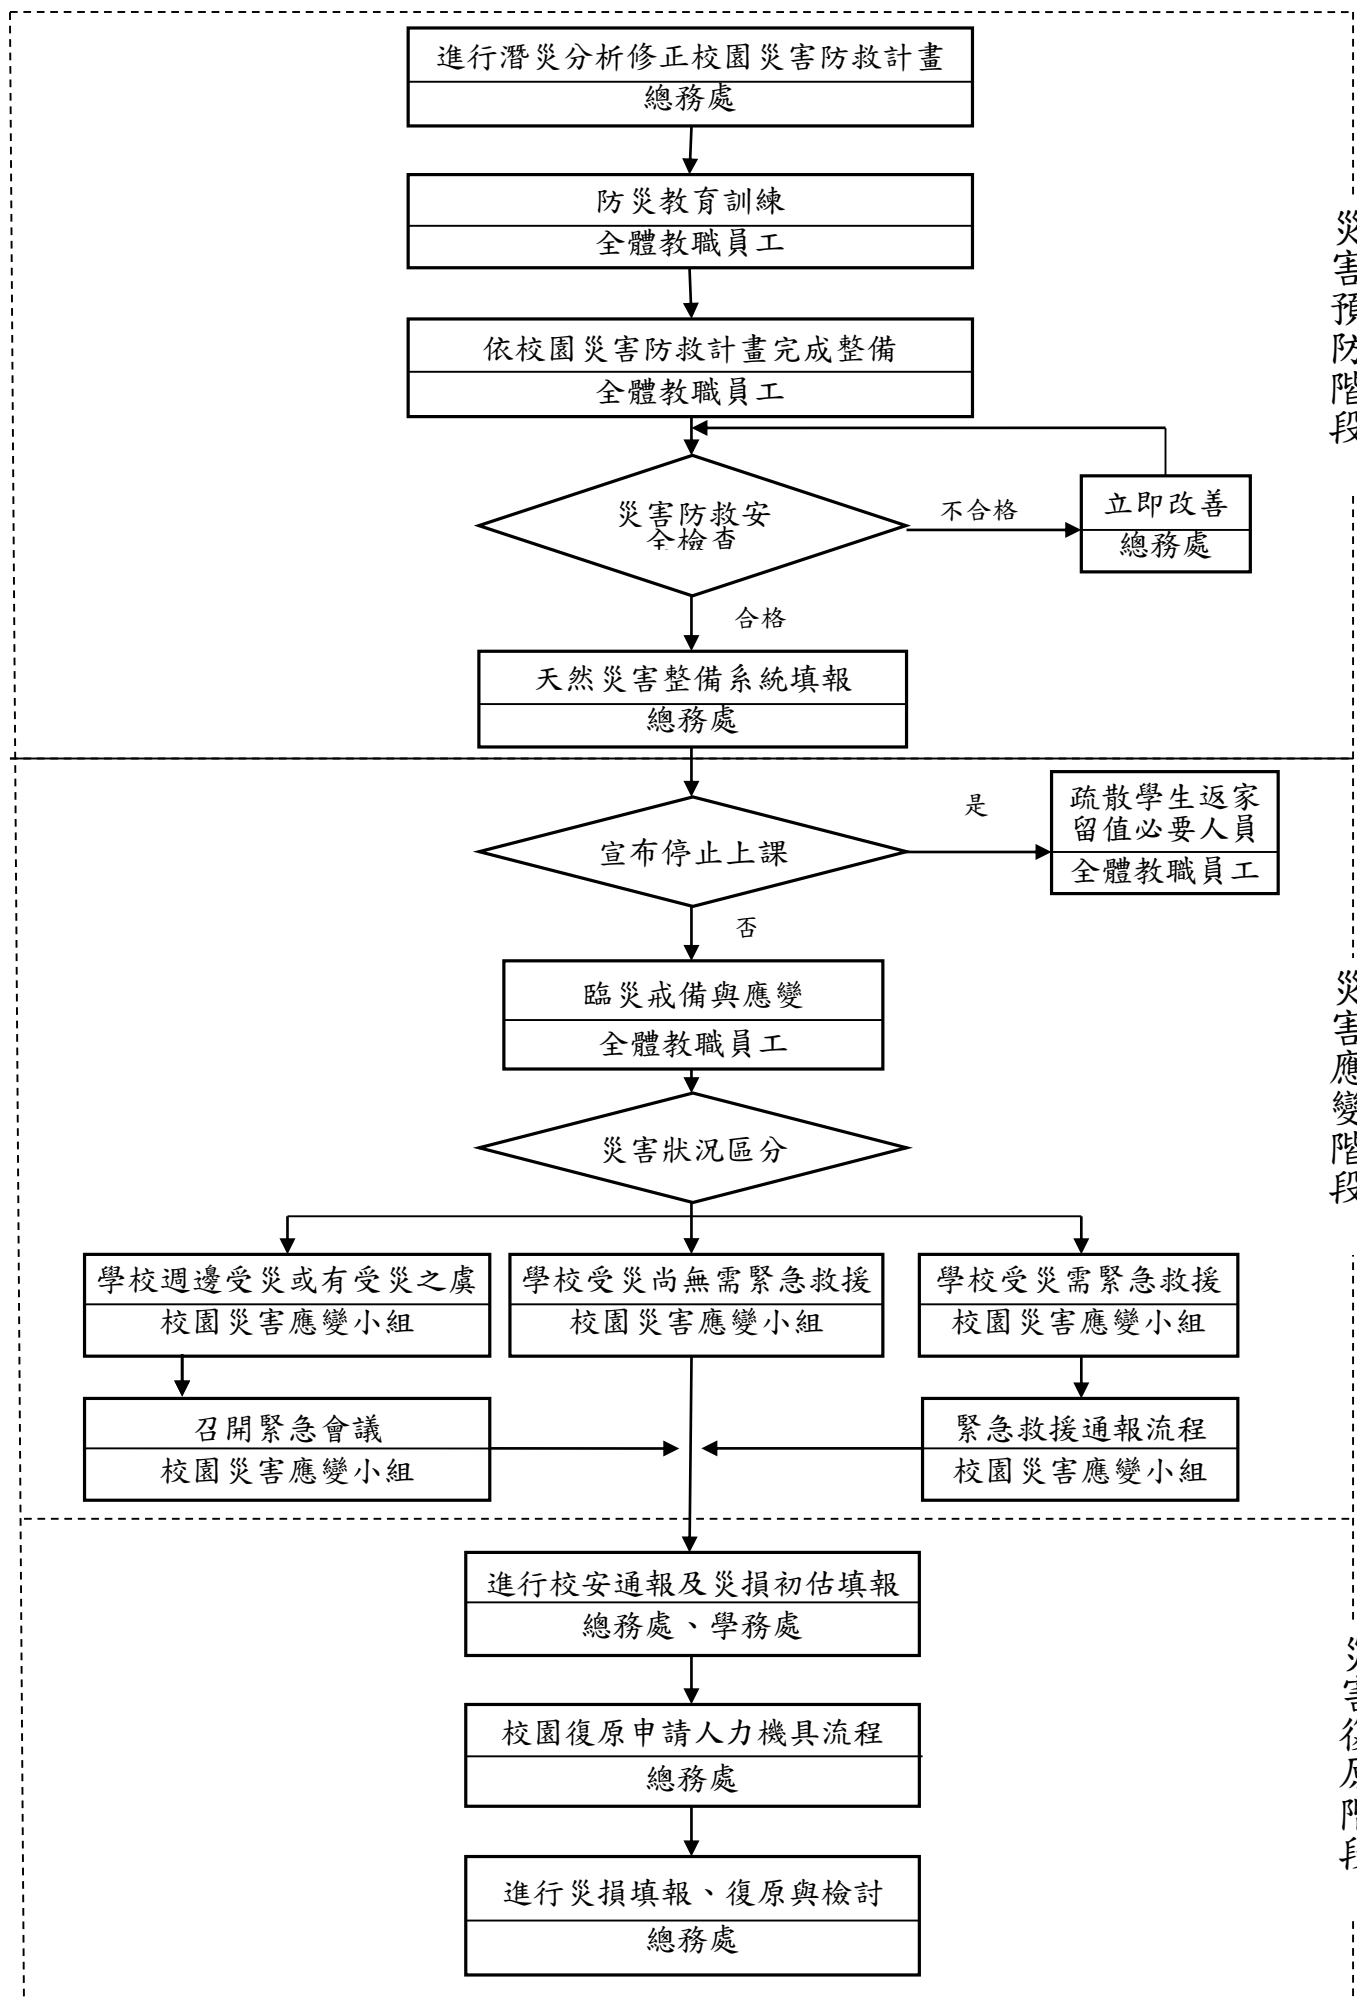 進行潛災分析修正校園災害防救計畫
總務處
防災教育訓練
全體教職員工
依校園災害防救計畫完成整備
全體教職員工
災害防救安
全檢查
不合格
立即改善
總務處
合格
天然災害整備系統填報
總務處
災害預防階段
宣布停止上課
是
疏散學生返家
留值必要人員
全體教職員工
否
臨災戒備與應變
全體教職員工
災害狀況區分
學校週邊受災或有受災之虞
校園災害應變小組
學校受災尚無需緊急救援
校園災害應變小組
學校受災需緊急救援
校園災害應變小組
召開緊急會議
校園災害應變小組
緊急救援通報流程
校園災害應變小組
災害應變階段
進行校安通報及災損初估填報
總務處、學務處
校園復原申請人力機具流程
總務處
進行災損填報、復原與檢討
總務處
災害復原階段